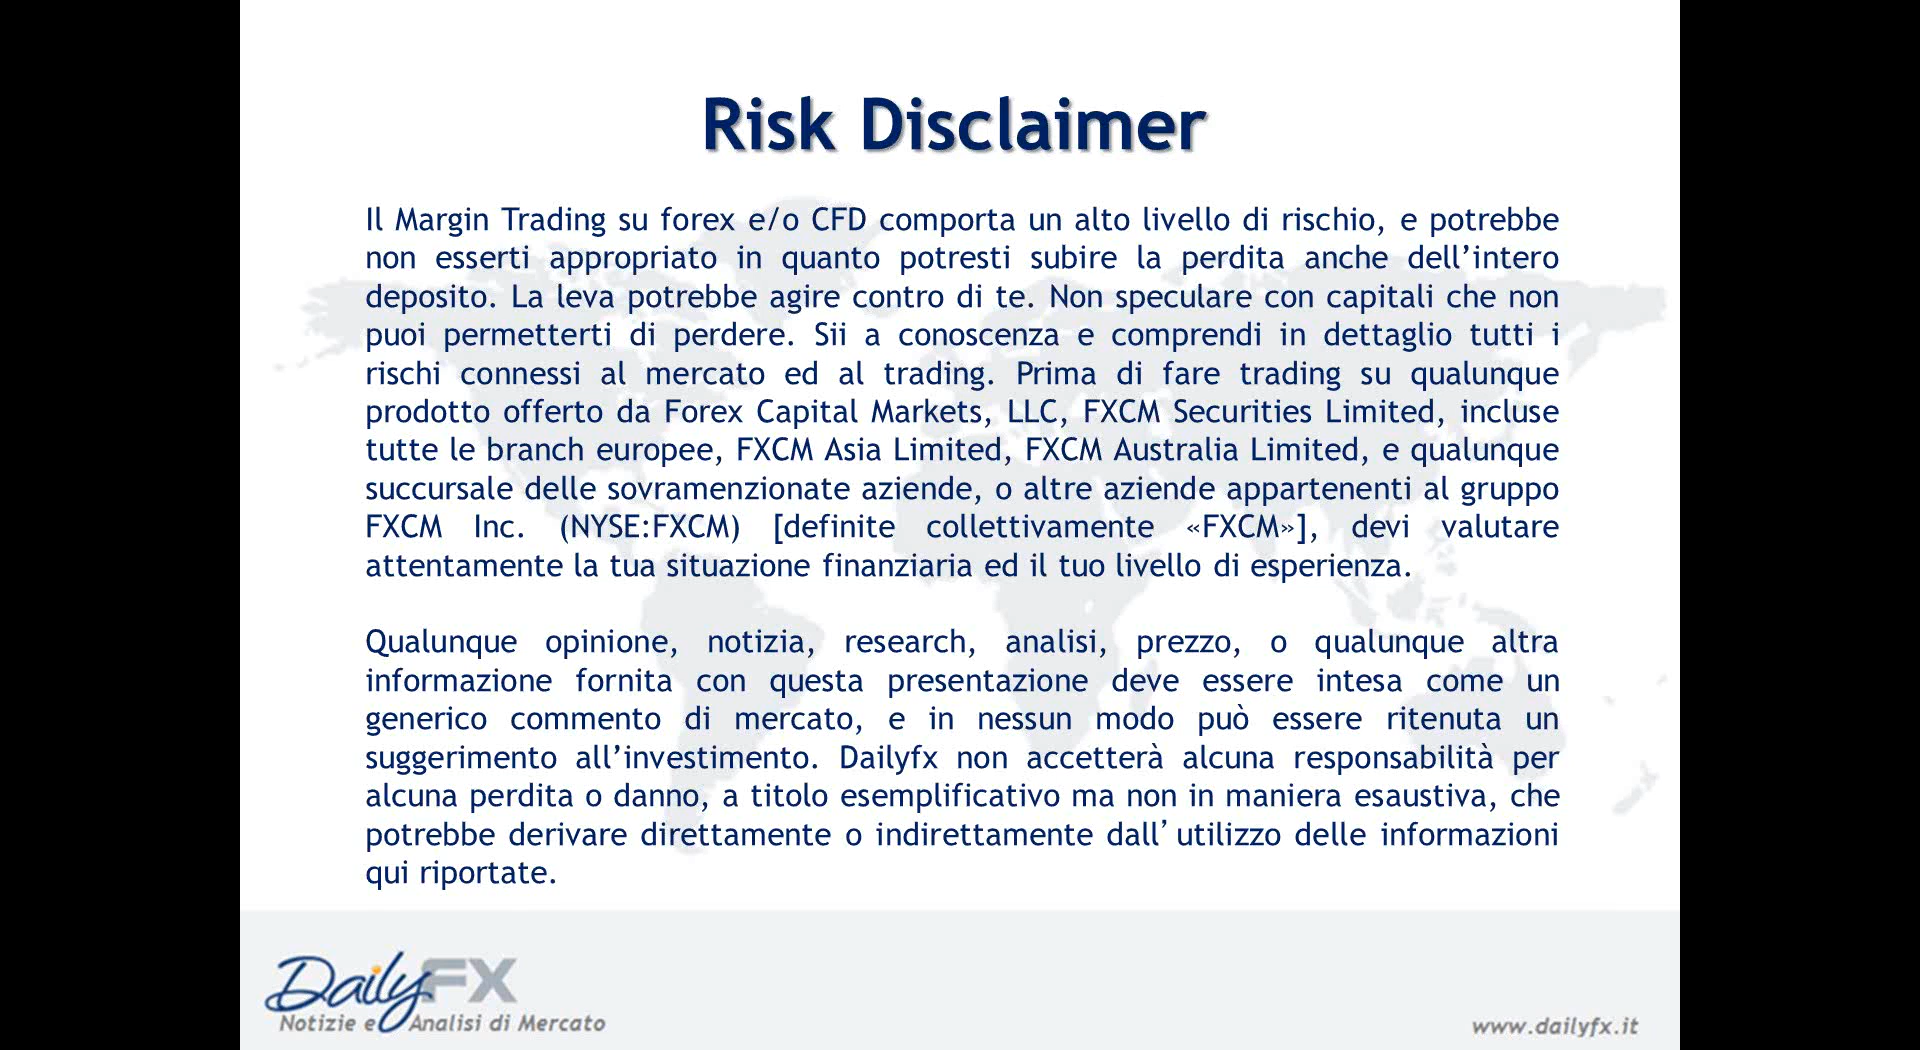 Risk Disclaimer
Il Margin Trading su forex e/o CFD comporta un alto livello di rischio, e potrebbe
non esserti appropriato in quanto potresti subire la perdita anche dell’intero
deposito. La leva potrebbe agire contro di te. Non speculare con capitali che non
puoi permetterti di perdere. Sii a conoscenza e comprendi in dettaglio tutti i
rischi connessi al mercato ed al trading. Prima di fare trading su qualunque
prodotto offerto da Forex Capital Markets, LLC, FXCM Securities Limited, incluse
tutte le branch europee, FXCM Asia Limited, FXCM Australia Limited, e qualunque
succursale delle sovramenzionate aziende, o altre aziende appartenenti al gruppo
FXCM Inc. (NYSE:FXCM) [definite collettivamente «FXCM»], devi valutare
attentamente la tua situazione finanziaria ed il tuo livello di esperienza.
Qualunque opinione, notizia, research, analisi, prezzo, o qualunque altra
informazione fornita con questa presentazione deve essere intesa come un
generico commento di mercato, e in nessun modo può essere ritenuta un
suggerimento all’investimento. Dailyfx non accetterà alcuna responsabilità per
alcuna perdita o danno, a titolo esemplificativo ma non in maniera esaustiva, che
potrebbe derivare direttamente o indirettamente dall’utilizzo delle informazioni
qui riportate.
DailyFX
Notizie e Analisi di Mercato
www.dailyfx.it